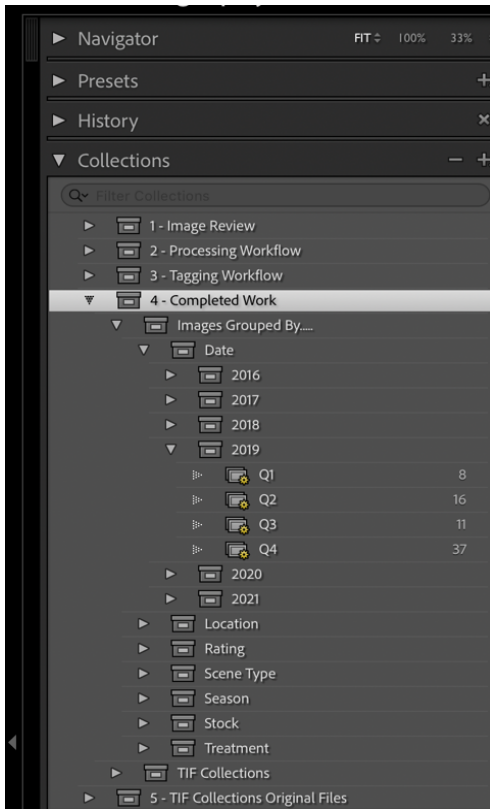 Navigator FIT 100% 33%
Presets
History
Collections
Filter Collections
1 - Image Review
2 - Processing Workflow
3 - Tagging Workflow
4 - Completed Work
Images Grouped By.....
Date
2016
2017
2018
2019
Q1 8
Q2 16
Q3 11
Q4 37
2020
2021
Location
Rating
Scene Type
Season
Stock
Treatment
TIF Collections
5 - TIF Collections Original Files